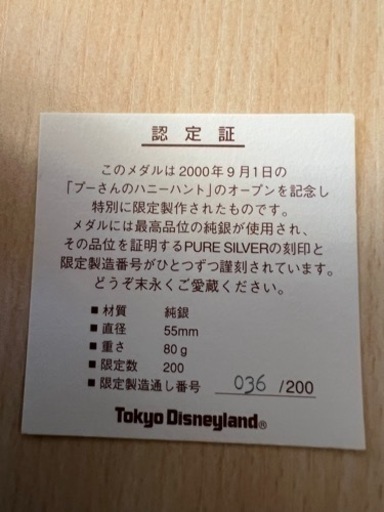 認定証
このメダルは2000年9月1日の
「プーさんのハニーハント」のオープンを記念し
特別に限定製作されたものです。
メダルには最高品位の純銀が使用され、
その品位を証明するPURE SILVERの刻印と
限定製造番号がひとつずつ謹刻されています。
どうぞ末永くご愛蔵ください。
■材質 純銀
■直径 55mm
■重さ 80g
■限定数 200
■限定製造通し番号 036 /200
Tokyo Disneyland®